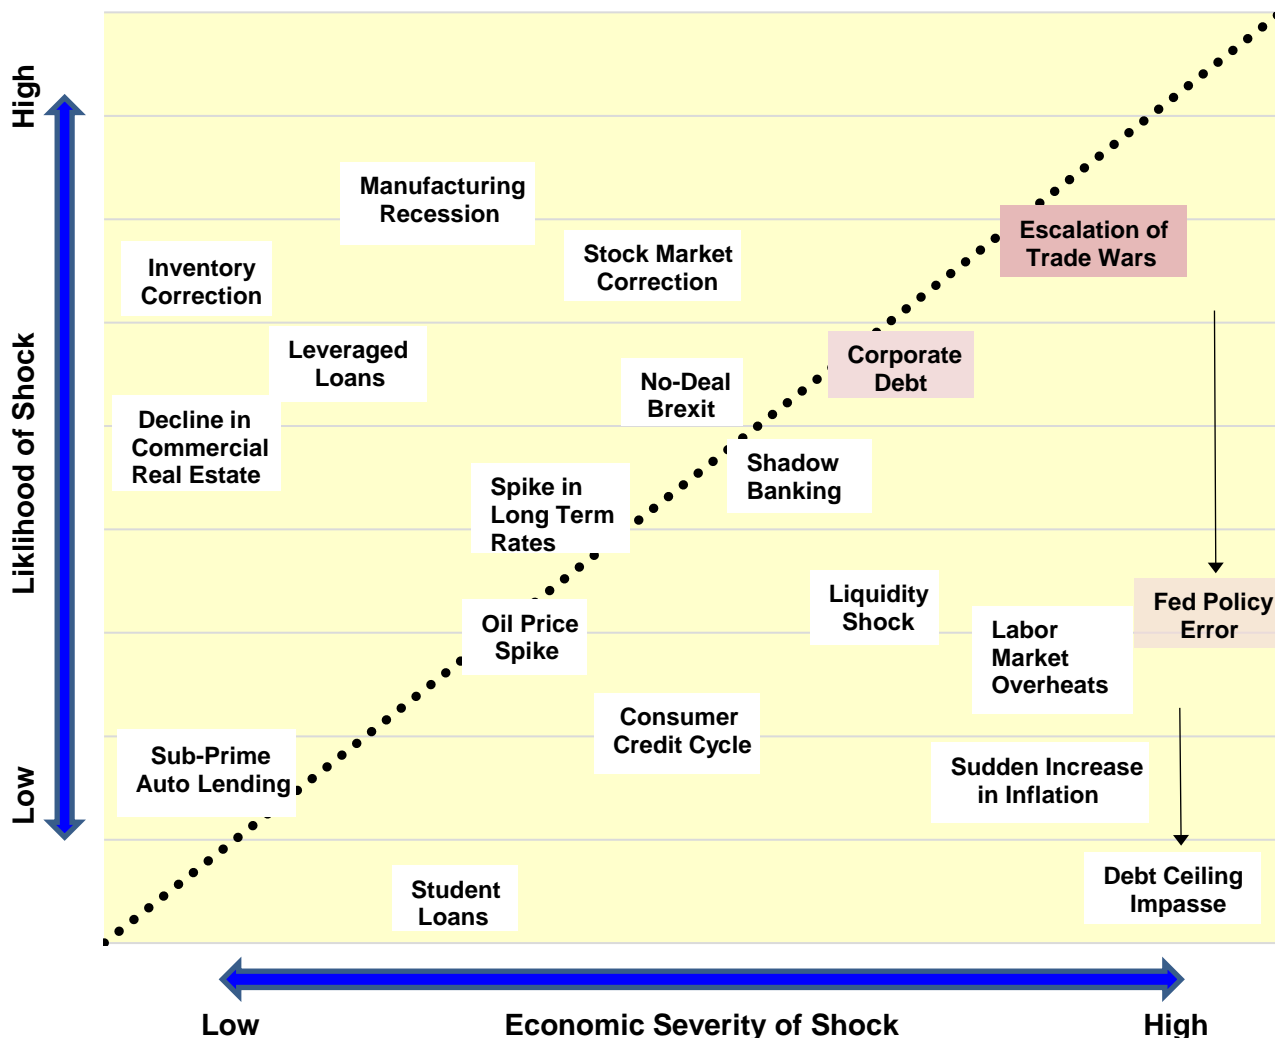 High
Manufacturing
Recession
Escalation of
Trade Wars
Stock Market
Correction
Inventory
Correction
Leveraged
Loans
Corporate
Debt
No-Deal
Brexit
Decline in
Commercial
Real Estate
Liklihood of Shock
Shadow
Banking
Spike in
Long Term
Rates
Liquidity
Shock
Fed Policy
Error
Oil Price
Spike
Labor
Market
Overheats
Consumer
Credit Cycle
Sub-Prime
Auto Lending
Sudden Increase
in Inflation
Low
Debt Ceiling
Impasse
Student
Loans
Low
Economic Severity of Shock
High